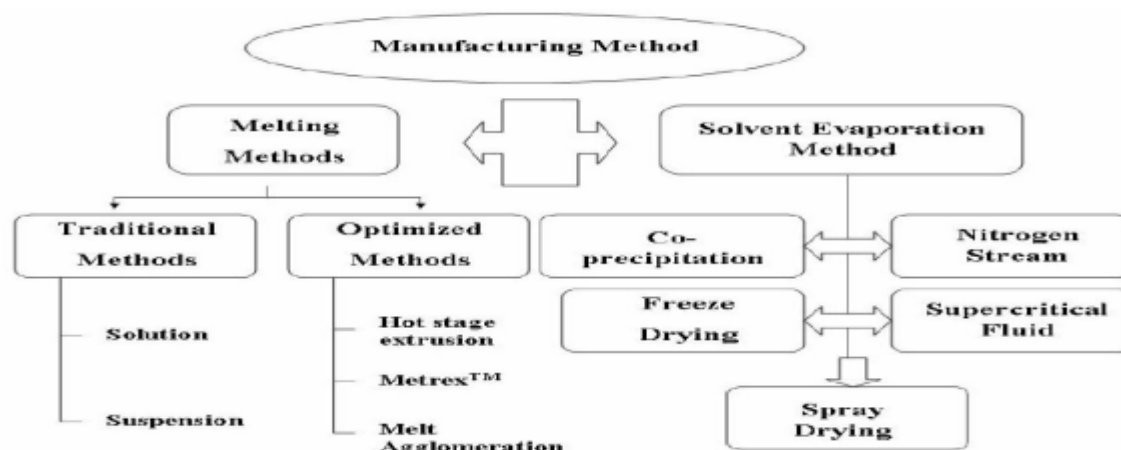 Manufacturing Method
Melting
Methods
Solvent Evaporation
Method
Traditional
Methods
Optimized
Methods
Co-
precipitation
Nitrogen
Stream
Solution
Suspension
Hot stage
extrusion
Metrex™
Melt
Agglomeration
Freeze
Drying
Supercritical
Fluid
Spray
Drying